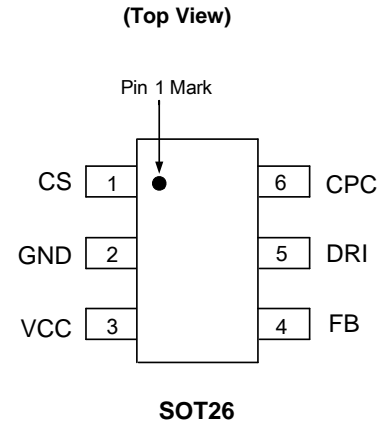 (Top View)
Pin 1 Mark
CS 1 6 CPC
GND 2 5 DRI
VCC 3 4 FB
SOT26